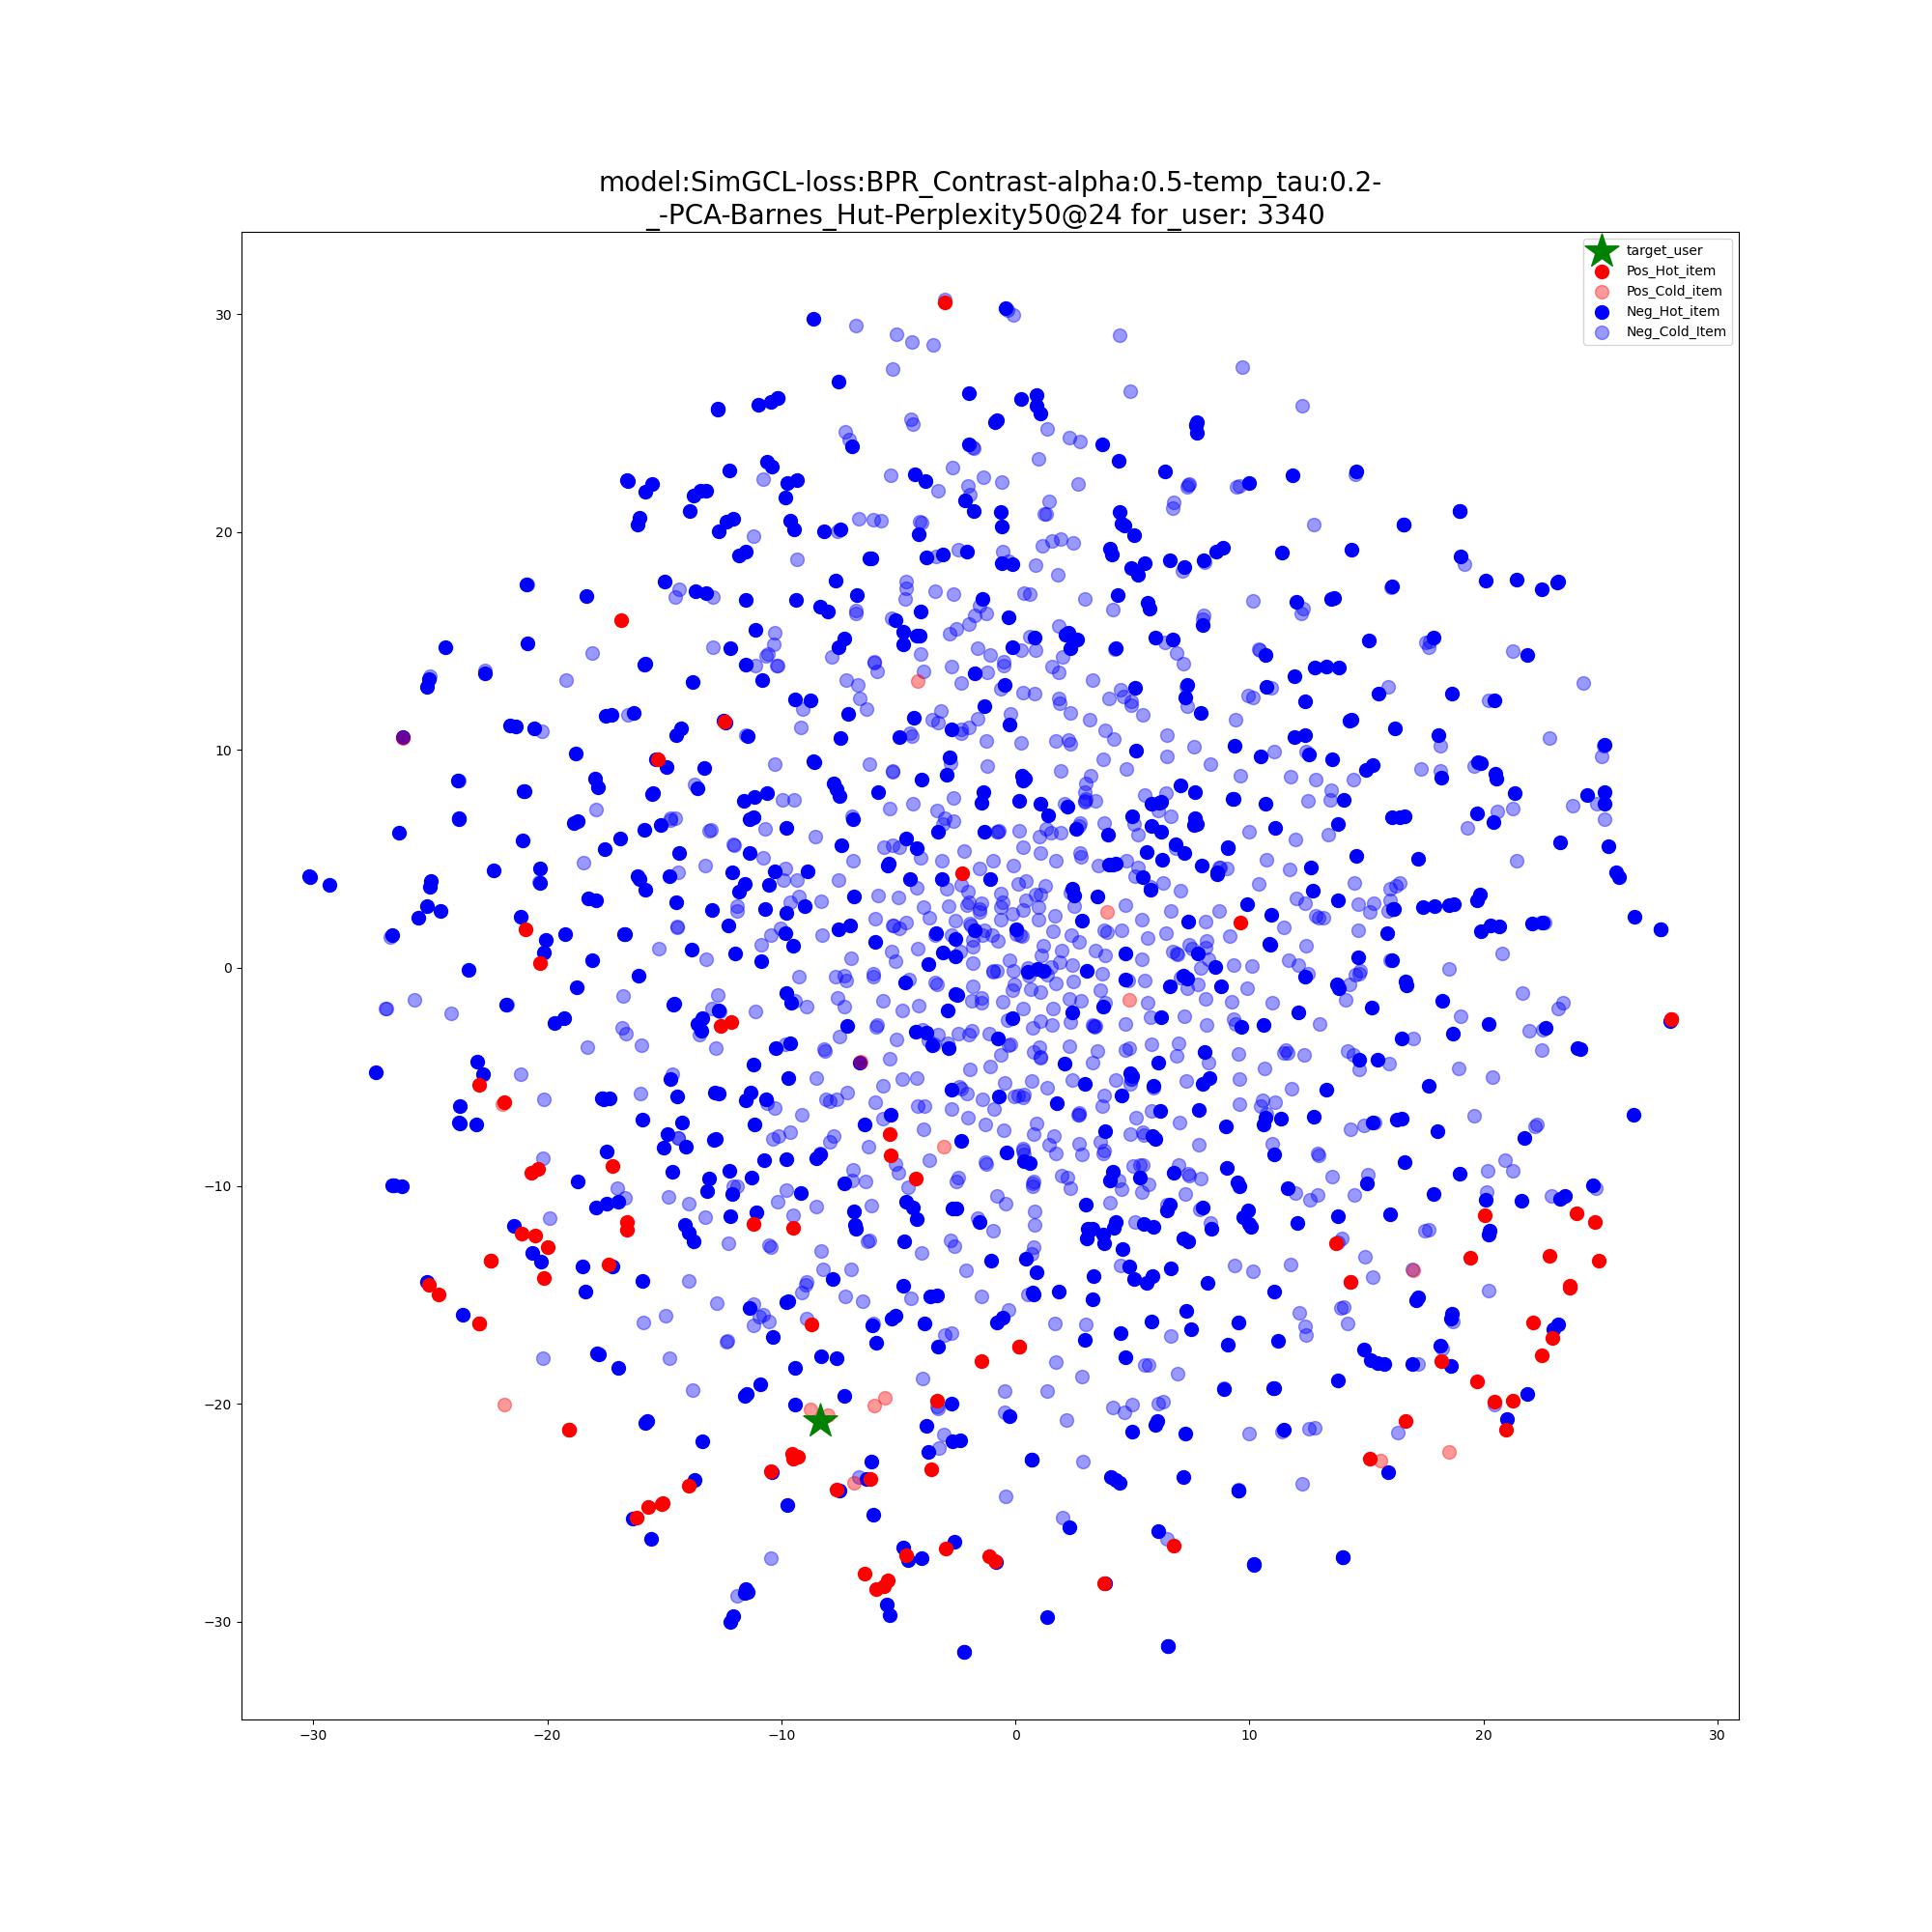 model:SimGCL-loss:BPR_Contrast-alpha:0.5-temp_tau:0.2-
_-PCA-Barnes_Hut-Perplexity50@24 for_user: 3340
target_user
Pos_Hot_item
Pos_Cold_item
Neg_Hot_item
Neg_Cold_Item
30
20
10
0
−10
−20
−30
−30
−20
−10
0
10
20
30